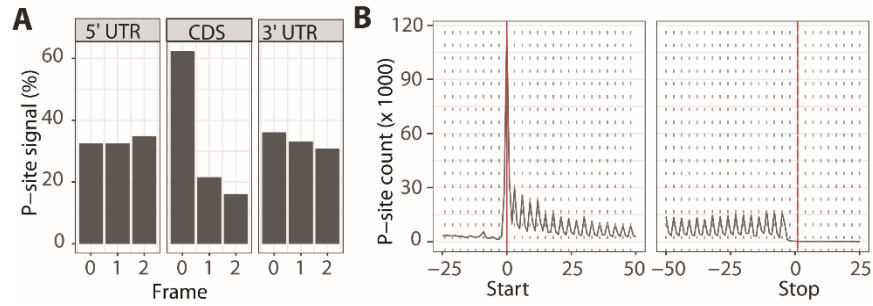 A
5' UTR CDS 3' UTR
P-site signal (%)
60
40
20
0
0 1 2 0 1 2 0 1 2
Frame
B
P-site count (x 1000)
120
90
60
30
0
−25 0 25 50 −50 −25 0 25
Start Stop